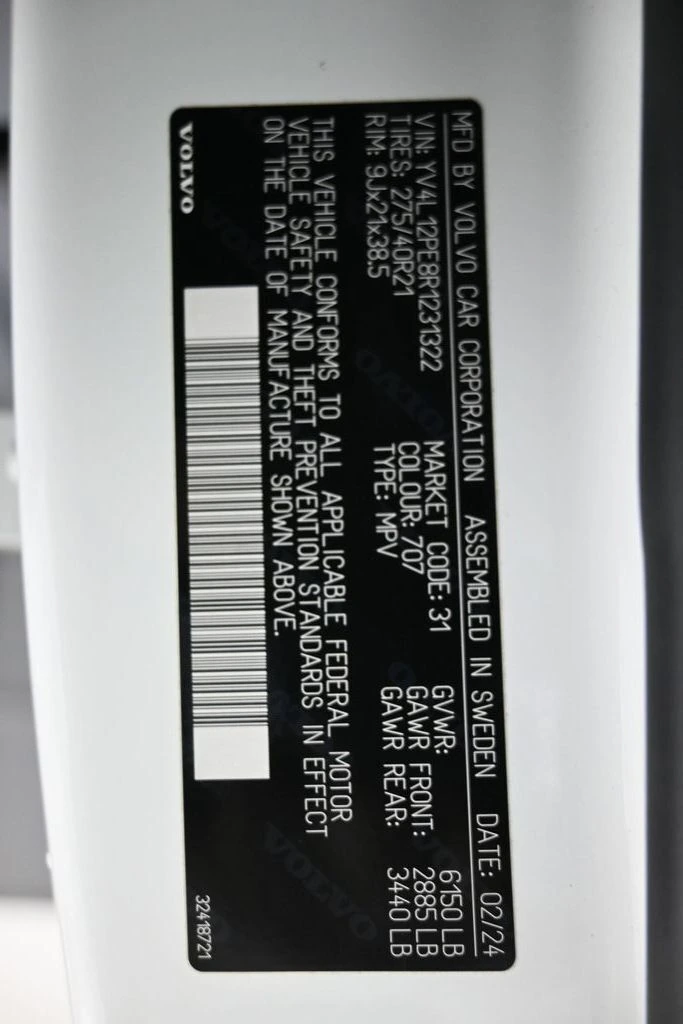 MFD BY VOLVO CAR CORPORATION ASSEMBLED IN SWEDEN DATE: 02/24
VIN: YV4L12PE8R1231322 MARKET CODE: 31 GVWR: 6150 LB
TIRES: 275/40R21 COLOUR: 707 GAWR FRONT: 2885 LB
RIM: 9Jx21x38.5 TYPE: MPV GAWR REAR: 3440 LB
THIS VEHICLE CONFORMS TO ALL APPLICABLE FEDERAL MOTOR
VEHICLE SAFETY AND THEFT PREVENTION STANDARDS IN EFFECT
ON THE DATE OF MANUFACTURE SHOWN ABOVE.
VOLVO
32418721